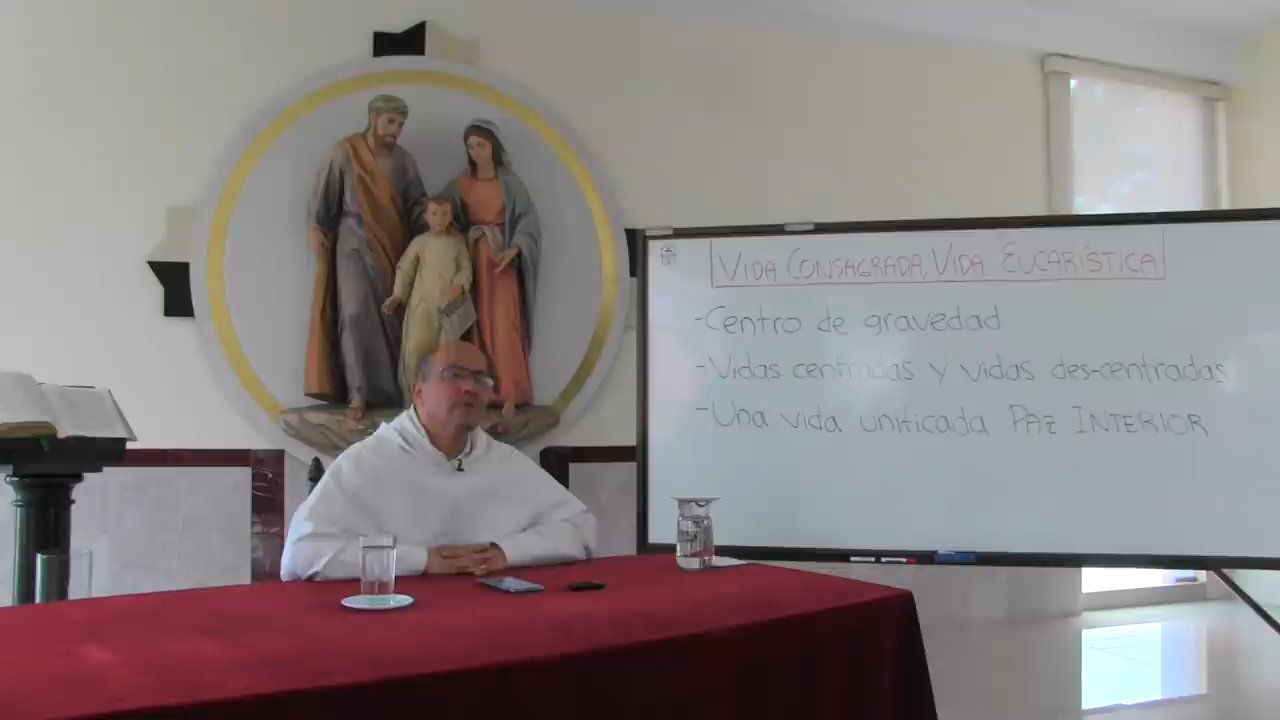 VIDA CONSAGRADA, VIDA EUCARÍSTICA
-Centro de gravedad
-Vidas centradas y vidas des-centradas
-Una vida unificada PAZ INTERIOR